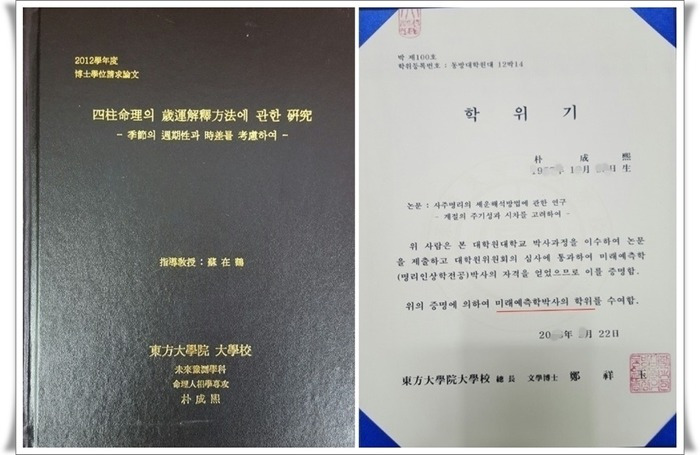 2012學年度
博士學位請求論文
四柱命理의 歲運解釋方法에 관한 硏究
- 季節의 週期性과 時差를 考慮하여 -
指導敎授 : 蘇在鶴
東方大學院 大學校
未來豫測學科
命理人相學專攻
朴成熙
박 제100호
학위등록번호 : 동방대학원대 12박14
학 위 기
朴 成 熙
月 日 生
논문 : 사주명리의 세운해석방법에 관한 연구
- 계절의 주기성과 시차를 고려하여 -
위 사람은 본 대학원대학교 박사과정을 이수하여 논문
을 제출하고 대학원위원회의 심사에 통과하여 미래예측학
(명리인상학전공)박사의 자격을 얻었으므로 이를 증명함.
위의 증명에 의하여 미래예측학박사의 학위를 수여함.
20 년 월 22일
東方大學院大學校 總長 文學博士 鄭 祥 玉